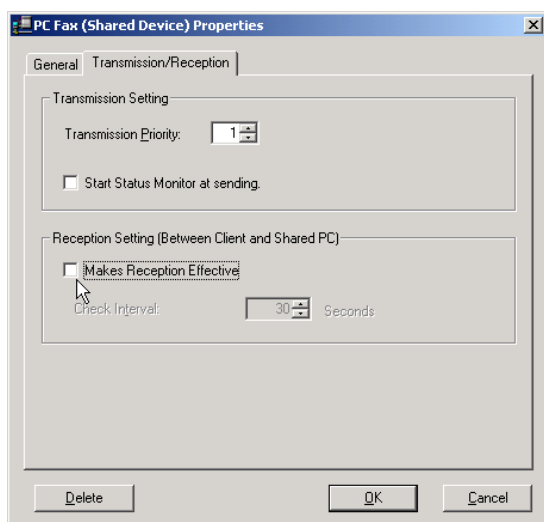 PC Fax (Shared Device) Properties
General Transmission/Reception
Transmission Setting
Transmission Priority: 1
Start Status Monitor at sending.
Reception Setting (Between Client and Shared PC)
Makes Reception Effective
Check Interval: 30 Seconds
Delete OK Cancel